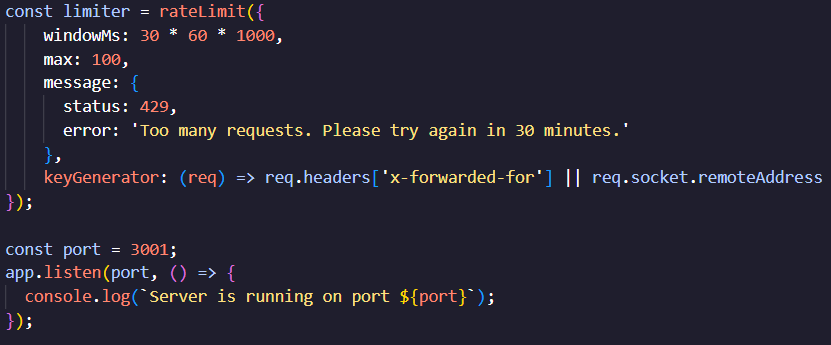 const limiter = rateLimit({
    windowMs: 30 * 60 * 1000,
    max: 100,
    message: {
      status: 429,
      error: 'Too many requests. Please try again in 30 minutes.'
    },
    keyGenerator: (req) => req.headers['x-forwarded-for'] || req.socket.remoteAddress
});

const port = 3001;
app.listen(port, () => {
  console.log(`Server is running on port ${port}`);
});